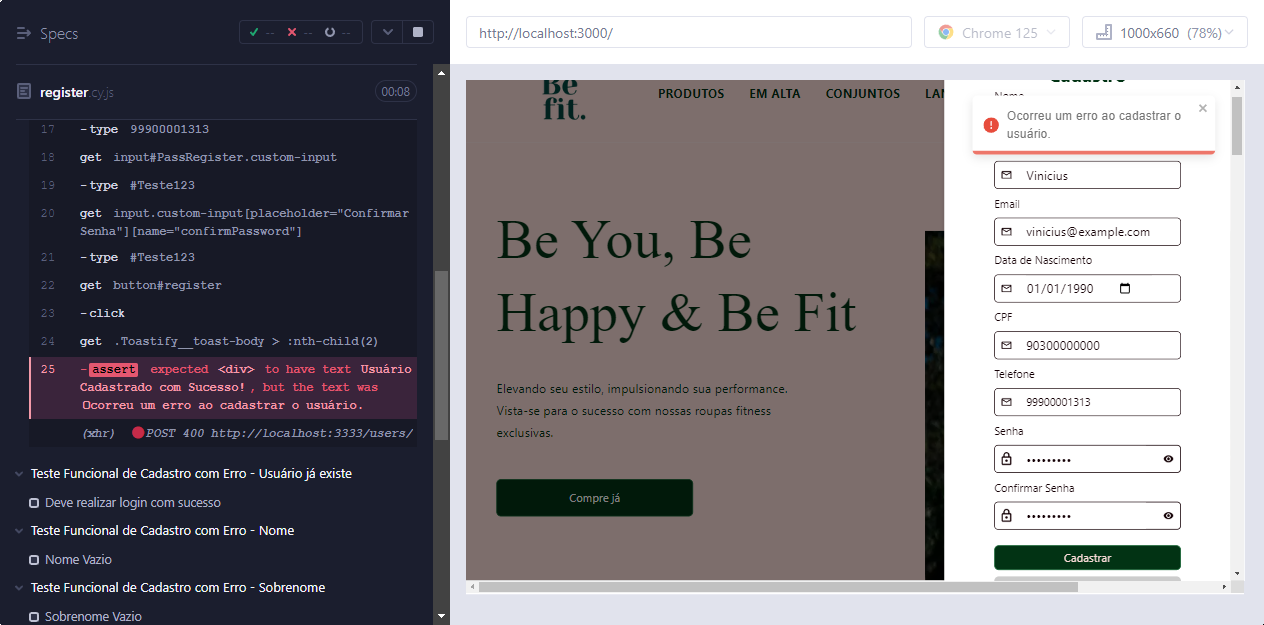 Specs
--
--
--
register.cy.js
00:08
17 -type 99900001313
18 get input#PassRegister.custom-input
19 -type #Teste123
20 get input.custom-input[placeholder="Confirmar
Senha"][name="confirmPassword"]
21 -type #Teste123
22 get button#register
23 -click
24 get .Toastify__toast-body > :nth-child(2)
25 -assert expected <div> to have text Usuário
Cadastrado com Sucesso!, but the text was
Ocorreu um erro ao cadastrar o usuário.
(xhr) POST 400 http://localhost:3333/users/
Teste Funcional de Cadastro com Erro - Usuário já existe
Deve realizar login com sucesso
Teste Funcional de Cadastro com Erro - Nome
Nome Vazio
Teste Funcional de Cadastro com Erro - Sobrenome
Sobrenome Vazio
http://localhost:3000/
Chrome 125
1000x660 (78%)
Be
fit.
PRODUTOS
EM ALTA
CONJUNTOS
LAN
Be You, Be
Happy & Be Fit
Elevando seu estilo, impulsionando sua performance.
Vista-se para o sucesso com nossas roupas fitness
exclusivas.
Compre já
Cadastro
Nome
Ocorreu um erro ao cadastrar o
usuário.
Vinicius
Email
vinicius@example.com
Data de Nascimento
01/01/1990
CPF
90300000000
Telefone
99900001313
Senha
•••••••••
Confirmar Senha
•••••••••
Cadastrar